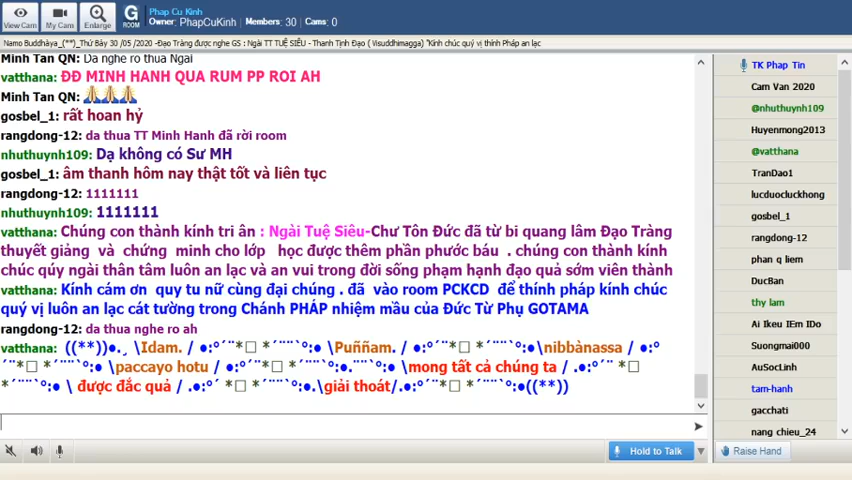 View Cam
My Cam
Enlarge
G ROOM
Phap Cu Kinh
Owner: PhapCuKinh Members: 30 Cams: 0
Namo Buddhàya_(**)_Thứ Bảy 30 /05 /2020 -Đạo Tràng được nghe GS : Ngài TT TUỆ SIÊU - Thanh Tịnh Đạo ( Visuddhimagga) "Kính chúc quý vị thính Pháp an lạc
Minh Tan QN: Da nghe ro thua Ngai
vatthana: ĐĐ MINH HANH QUA RUM PP ROI AH
Minh Tan QN:
gosbel_1: rất hoan hỷ
rangdong-12: da thua TT Minh Hanh đã rời room
nhuthuynh109: Dạ không có Sư MH
gosbel_1: âm thanh hôm nay thật tốt và liên tục
rangdong-12: 1111111
nhuthuynh109: 1111111
vatthana: Chúng con thành kính tri ân : Ngài Tuệ Siêu-Chư Tôn Đức đã từ bi quang lâm Đạo Tràng
thuyết giảng và chứng minh cho lớp học được thêm phần phước báu . chúng con thành kính
chúc qúy ngài thân tâm luôn an lạc và an vui trong đời sống phạm hạnh đạo quả sớm viên thành
vatthana: Kính cám ơn quy tu nữ cùng đại chúng . đã vào room PCKCD để thính pháp kính chúc
quý vị luôn an lạc cát tường trong Chánh PHÁP nhiệm mầu của Đức Từ Phụ GOTAMA
rangdong-12: da thua nghe ro ah
vatthana: ((**))●.¸ \Idam. / ●:º´¨*□ *´¨¨`º:● \Puññam. / ●:º´¨*□ *´¨¨`º:●\nibbànassa / ●:º
´¨*□ *´¨¨`º:● \paccayo hotu / ●:º´¨*□ *´¨¨`º:●.¨¨`º:● \mong tất cả chúng ta / .●:º´¨ *□
*´¨¨`º:● \ được đắc quả / .●:º´ *□ *´¨¨`º:●.\giải thoát/.●:º´¨*□ *´¨¨`º:●((**))
Hold to Talk
Raise Hand
TK Phap Tin
Cam Van 2020
@nhuthuynh109
Huyenmong2013
@vatthana
TranDao1
lucduocluckhong
gosbel_1
rangdong-12
phan q liem
DucBan
thy lam
Ai Ikeu IEm IDo
Suongmai000
AuSocLinh
tam-hanh
gacchati
nang chieu_24